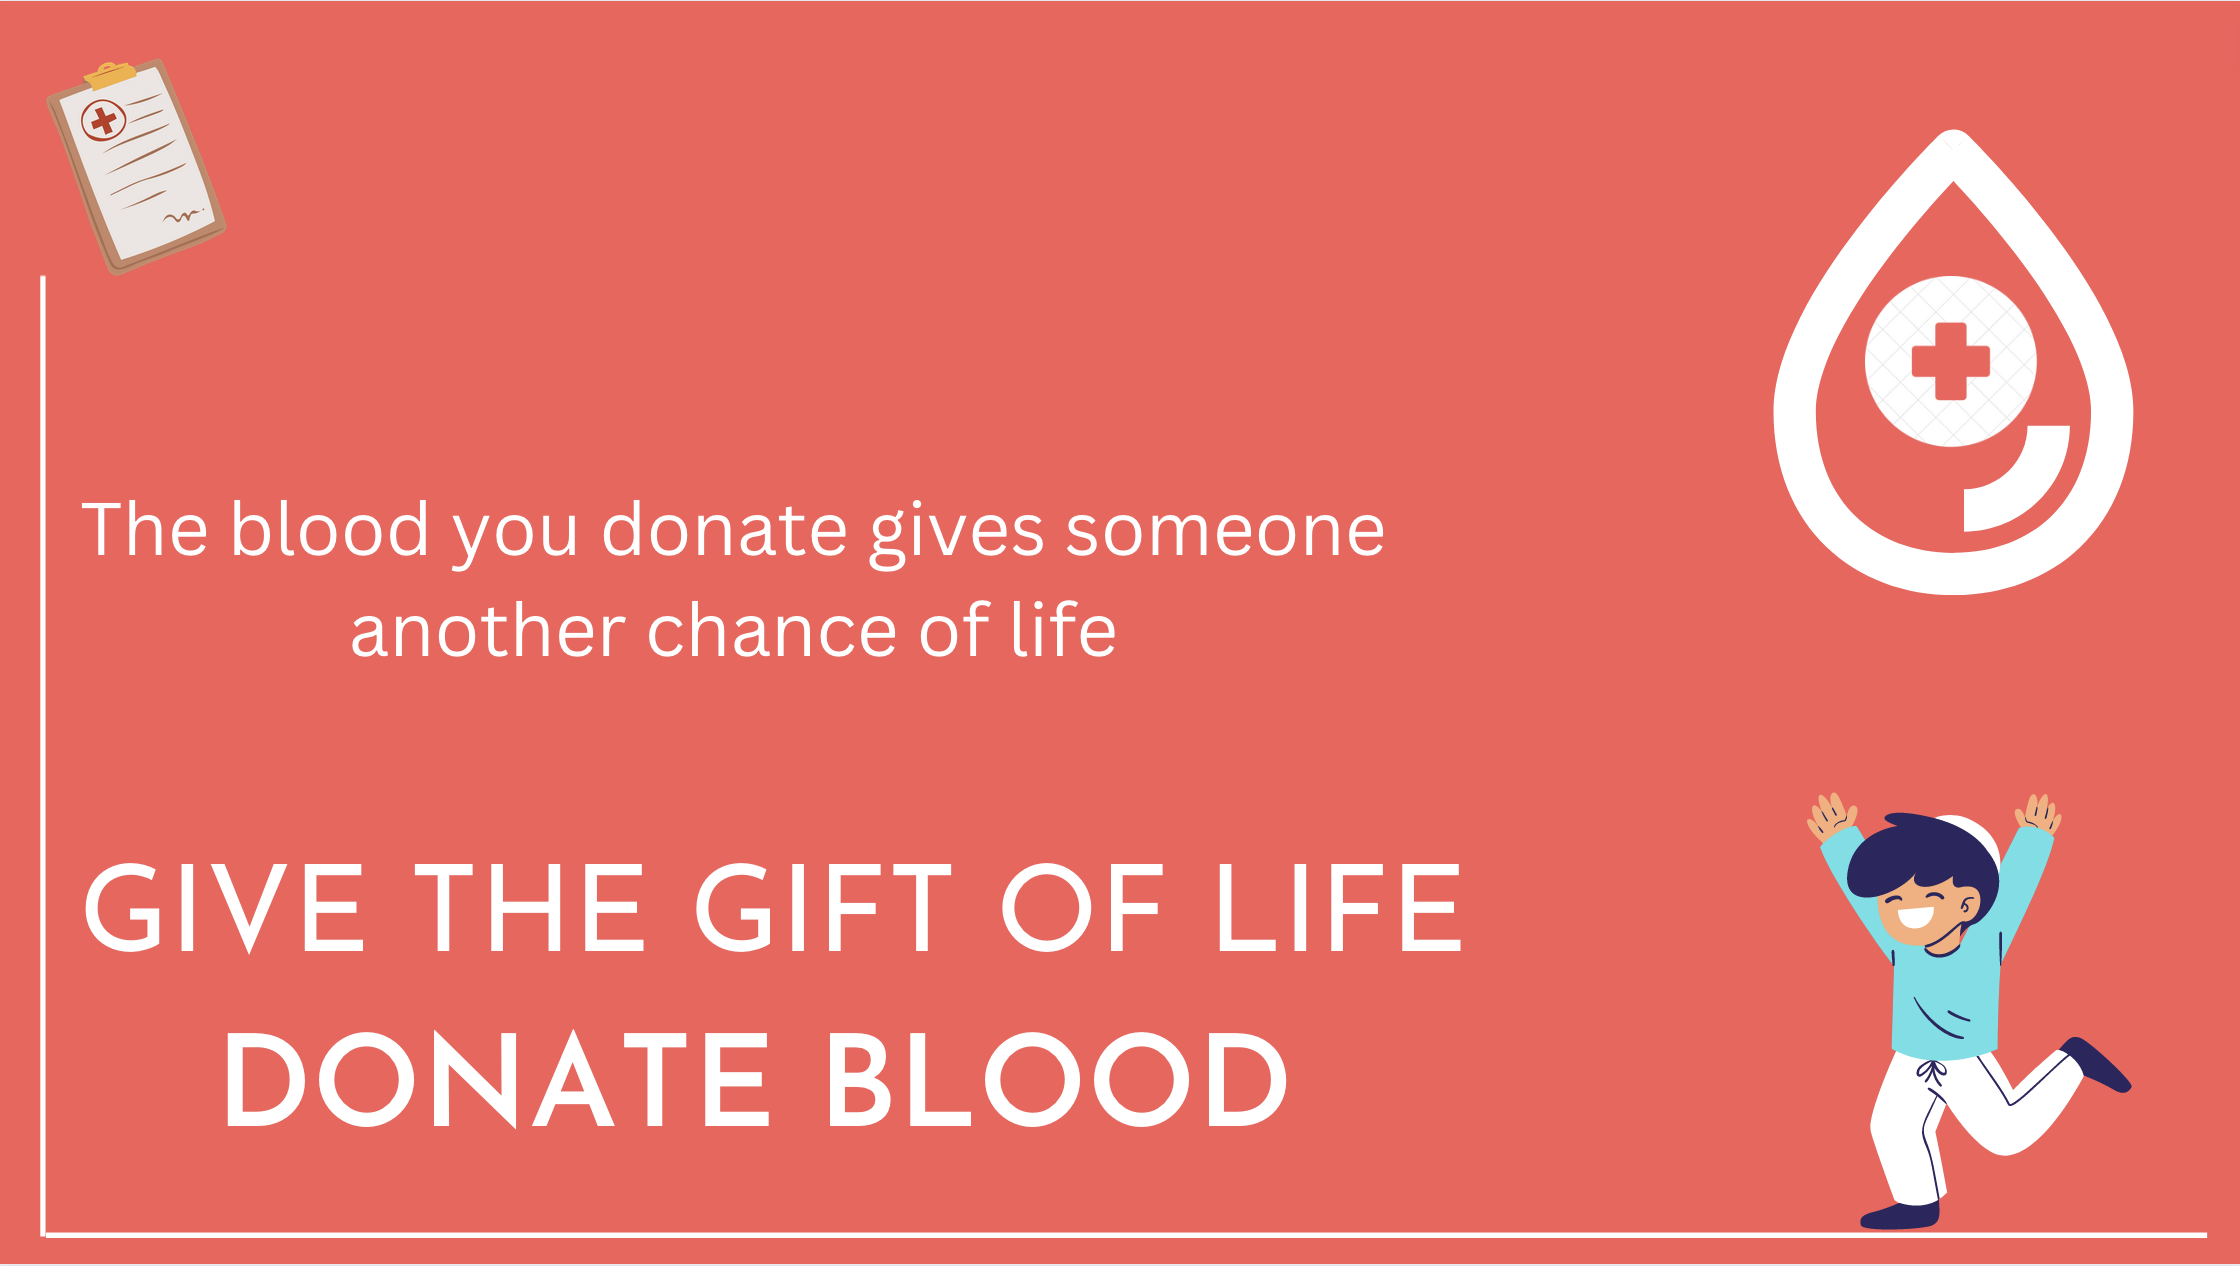 The blood you donate gives someone
another chance of life
GIVE THE GIFT OF LIFE
DONATE BLOOD